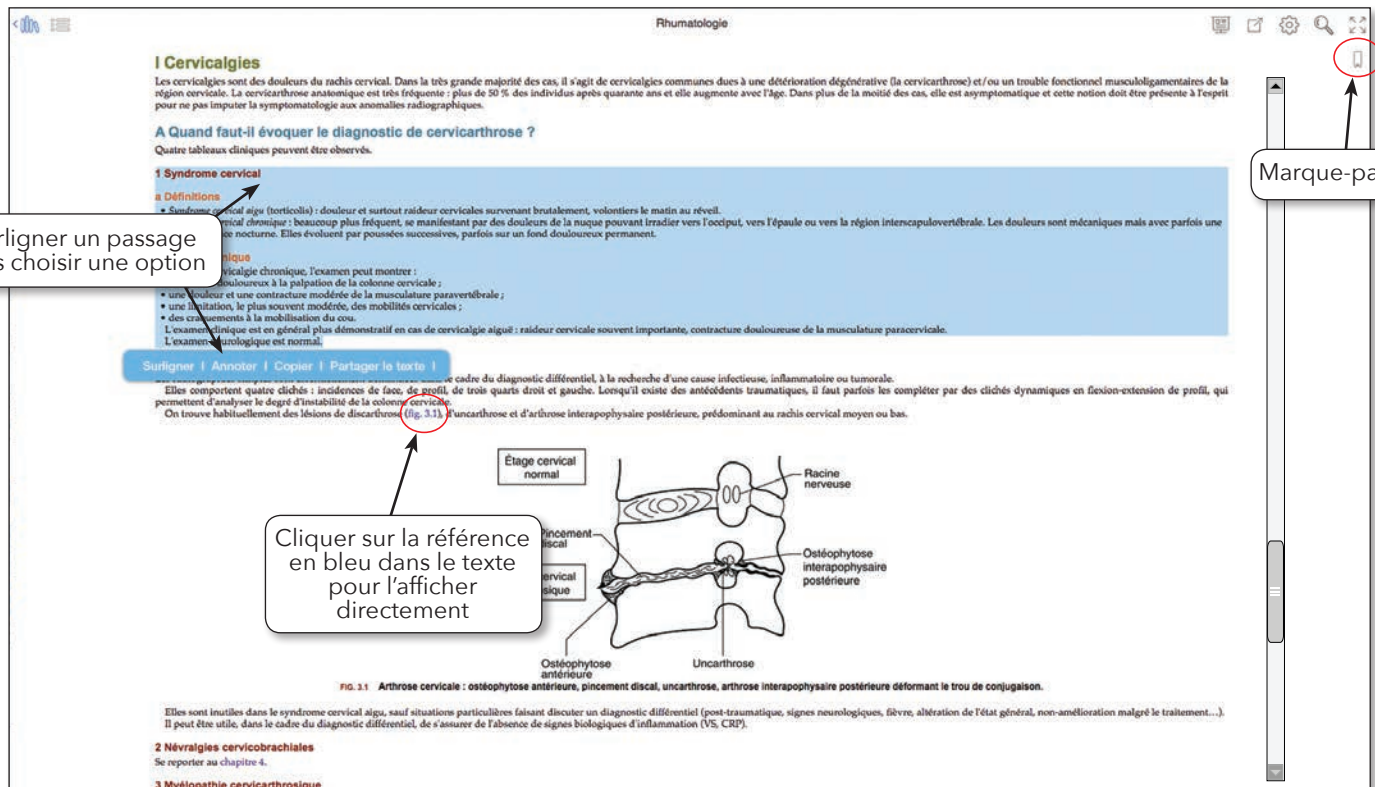 Rhumatologie
I Cervicalgies
Les cervicalgies sont des douleurs du rachis cervical. Dans la très grande majorité des cas, il s'agit de cervicalgies communes dues à une détérioration dégénérative (la cervicarthrose) et/ou un trouble fonctionnel musculoligamentaires de la
région cervicale. La cervicarthrose anatomique est très fréquente : plus de 50 % des individus après quarante ans et elle augmente avec l'âge. Dans plus de la moitié des cas, elle est asymptomatique et cette notion doit être présente à l'esprit
pour ne pas imputer la symptomatologie aux anomalies radiographiques.
A Quand faut-il évoquer le diagnostic de cervicarthrose ?
Quatre tableaux cliniques peuvent être observés.
Marque-pa
1 Syndrome cervical
a Définitions
• Syndrome cervical aigu (torticolis) : douleur et surtout raideur cervicales survenant brutalement, volontiers le matin au réveil.
cervical chronique : beaucoup plus fréquent, se manifestant par des douleurs de la nuque pouvant irradier vers l'occiput, vers l'épaule ou vers la région interscapulovertébrale. Les douleurs sont mécaniques mais avec parfois une
nocturne. Elles évoluent par poussées successives, parfois sur un fond douloureux permanent.
rligner un passage
s choisir une option
nique
vicalgie chronique, l'examen peut montrer :
douloureux à la palpation de la colonne cervicale ;
• une douleur et une contracture modérée de la musculature paravertébrale ;
• une limitation, le plus souvent modérée, des mobilités cervicales ;
• des craquements à la mobilisation du cou.
L'examen clinique est en général plus démonstratif en cas de cervicalgie aiguë : raideur cervicale souvent importante, contracture douloureuse de la musculature paracervicale.
L'examen neurologique est normal.
Surligner | Annoter | Copier | Partager le texte |
le cadre du diagnostic différentiel, à la recherche d'une cause infectieuse, inflammatoire ou tumorale.
Elles comportent quatre clichés : incidences de face, de profil, de trois quarts droit et gauche. Lorsqu'il existe des antécédents traumatiques, il faut parfois les compléter par des clichés dynamiques en flexion-extension de profil, qui
permettent d'analyser le degré d'instabilité de la colonne cervicale.
On trouve habituellement des lésions de discarthrose (fig. 3.1), d'uncarthrose et d'arthrose interapophysaire postérieure, prédominant au rachis cervical moyen ou bas.
Étage cervical
normal
Racine
nerveuse
Cliquer sur la référence
en bleu dans le texte
pour l'afficher
directement
Pincement
discal
ervical
sique
Ostéophytose
interapophysaire
postérieure
Ostéophytose
antérieure
Uncarthrose
FIG. 3.1 Arthrose cervicale : ostéophytose antérieure, pincement discal, uncarthrose, arthrose interapophysaire postérieure déformant le trou de conjugaison.
Elles sont inutiles dans le syndrome cervical aigu, sauf situations particulières faisant discuter un diagnostic différentiel (post-traumatique, signes neurologiques, fièvre, altération de l'état général, non-amélioration malgré le traitement…).
Il peut être utile, dans le cadre du diagnostic différentiel, de s'assurer de l'absence de signes biologiques d'inflammation (VS, CRP).
2 Névralgies cervicobrachiales
Se reporter au chapitre 4.
3 Myélopathie cervicarthrosique